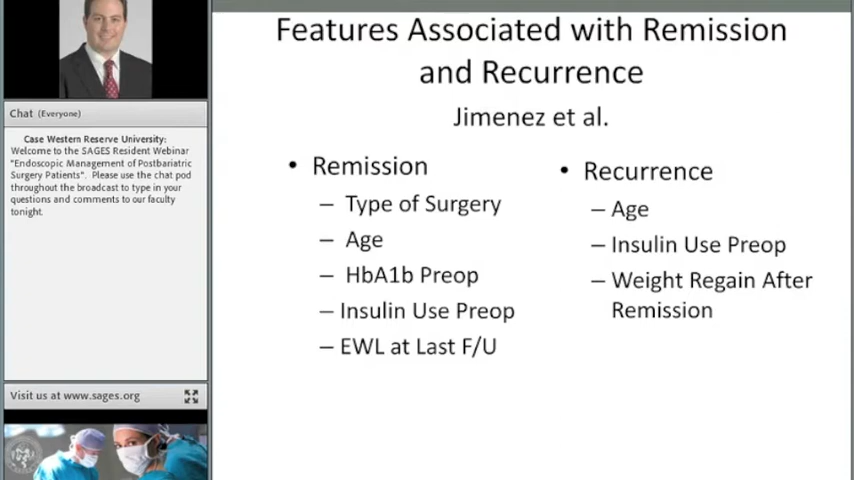 Features Associated with Remission
and Recurrence
Jimenez et al.
• Remission
– Type of Surgery
– Age
– HbA1b Preop
– Insulin Use Preop
– EWL at Last F/U
• Recurrence
– Age
– Insulin Use Preop
– Weight Regain After
Remission
Chat (Everyone)
Case Western Reserve University:
Welcome to the SAGES Resident Webinar
"Endoscopic Management of Postbariatric
Surgery Patients". Please use the chat pod
throughout the broadcast to type in your
questions and comments to our faculty
tonight.
Visit us at www.sages.org